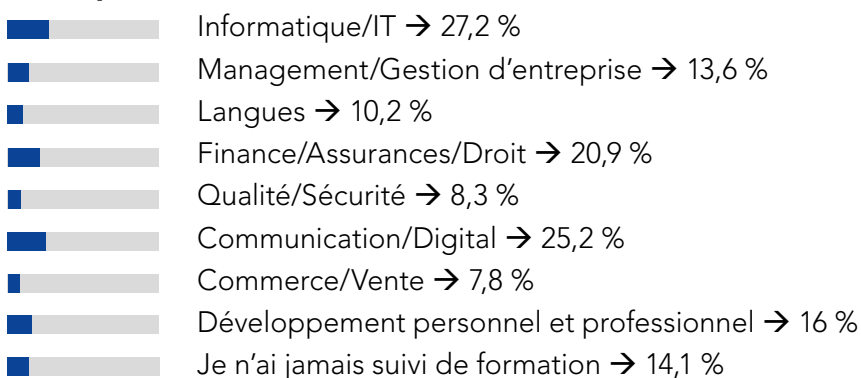 Informatique/IT → 27,2 %
Management/Gestion d'entreprise → 13,6 %
Langues → 10,2 %
Finance/Assurances/Droit → 20,9 %
Qualité/Sécurité → 8,3 %
Communication/Digital → 25,2 %
Commerce/Vente → 7,8 %
Développement personnel et professionnel → 16 %
Je n'ai jamais suivi de formation → 14,1 %